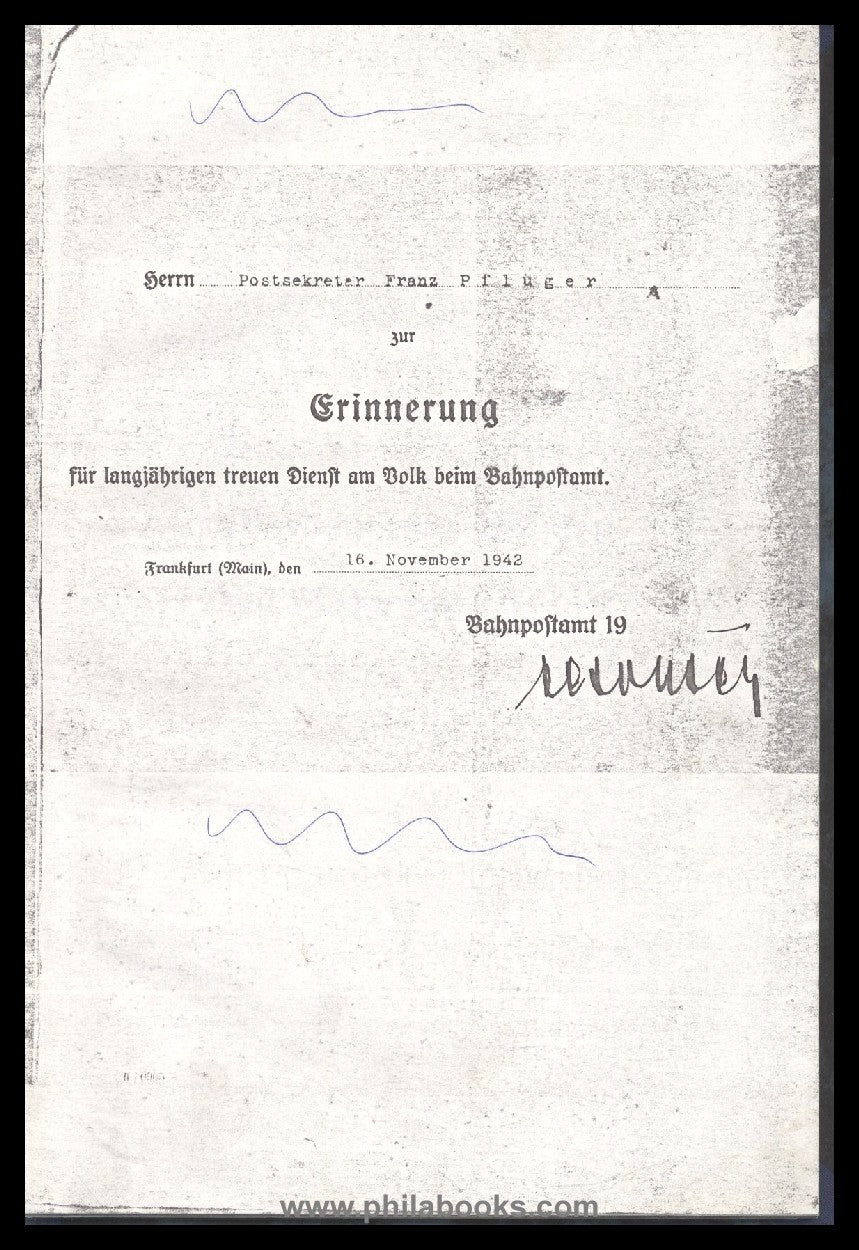 Herrn Postsekreter Franz Pflüger
zur
Erinnerung
für langjährigen treuen Dienst am Volk beim Bahnpostamt.
Frankfurt (Main), den 16. November 1942
Bahnpostamt 19
www.philabooks.com